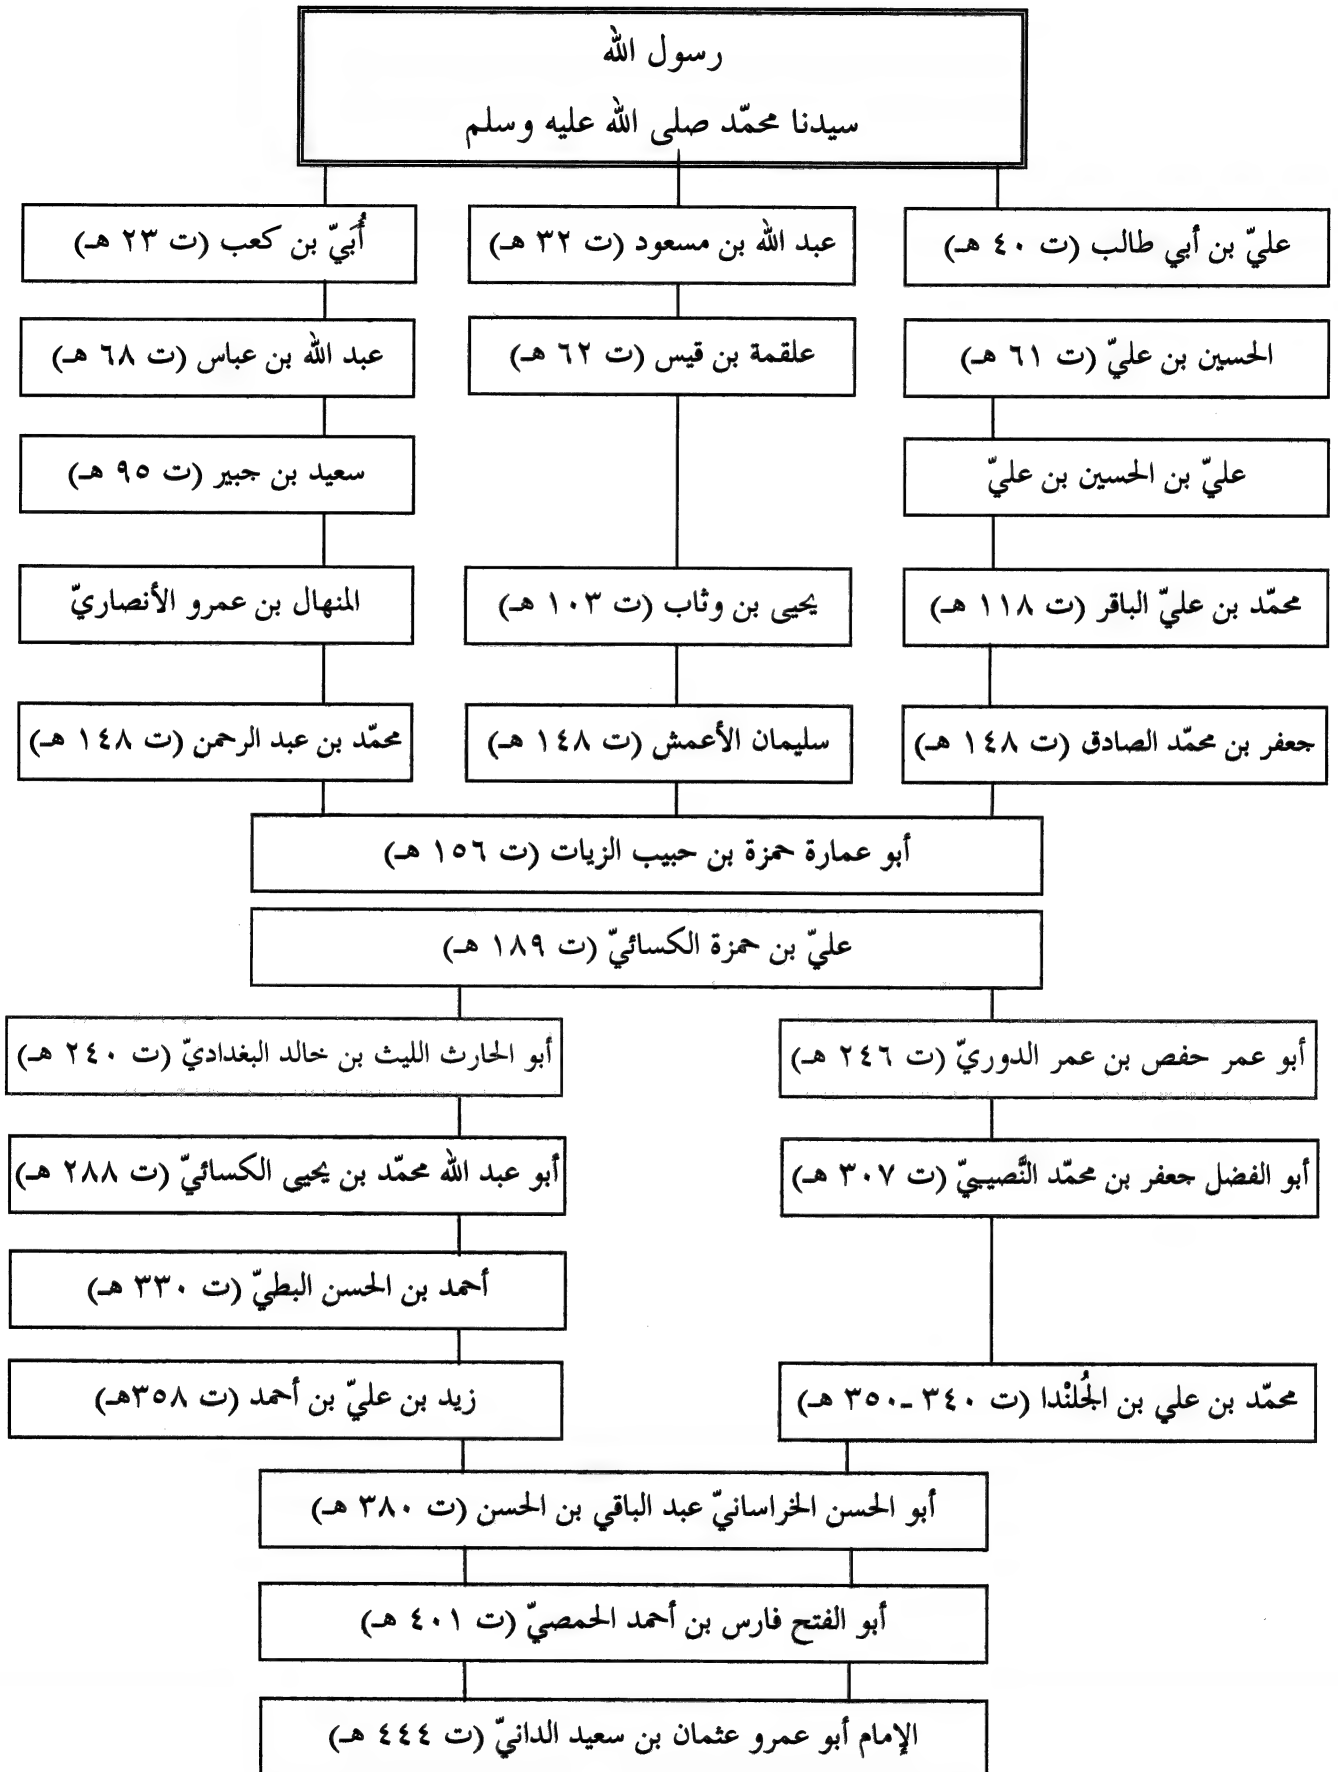 رسول الله
سيدنا محمّد صلى الله عليه وسلم
عليّ بن أبي طالب (ت ٤٠ هـ)
عبد الله بن مسعود (ت ٣٢ هـ)
أُبَيّ بن كعب (ت ٢٣ هـ)
الحسين بن عليّ (ت ٦١ هـ)
علقمة بن قيس (ت ٦٢ هـ)
عبد الله بن عباس (ت ٦٨ هـ)
عليّ بن الحسين بن عليّ
سعيد بن جبير (ت ٩٥ هـ)
محمّد بن عليّ الباقر (ت ١١٨ هـ)
يحيى بن وثاب (ت ١٠٣ هـ)
المنهال بن عمرو الأنصاريّ
جعفر بن محمّد الصادق (ت ١٤٨ هـ)
سليمان الأعمش (ت ١٤٨ هـ)
محمّد بن عبد الرحمن (ت ١٤٨ هـ)
أبو عمارة حمزة بن حبيب الزيات (ت ١٥٦ هـ)
عليّ بن حمزة الكسائيّ (ت ١٨٩ هـ)
أبو عمر حفص بن عمر الدوريّ (ت ٢٤٦ هـ)
أبو الحارث الليث بن خالد البغداديّ (ت ٢٤٠ هـ)
أبو الفضل جعفر بن محمّد النَّصيبيّ (ت ٣٠٧ هـ)
أبو عبد الله محمّد بن يحيى الكسائيّ (ت ٢٨٨ هـ)
أحمد بن الحسن البطيّ (ت ٣٣٠ هـ)
محمّد بن علي بن الجُلنْدا (ت ٣٤٠ ـ ٣٥٠ هـ)
زيد بن عليّ بن أحمد (ت ٣٥٨هـ)
أبو الحسن الخراسانيّ عبد الباقي بن الحسن (ت ٣٨٠ هـ)
أبو الفتح فارس بن أحمد الحمصيّ (ت ٤٠١ هـ)
الإمام أبو عمرو عثمان بن سعيد الدانيّ (ت ٤٤٤ هـ)